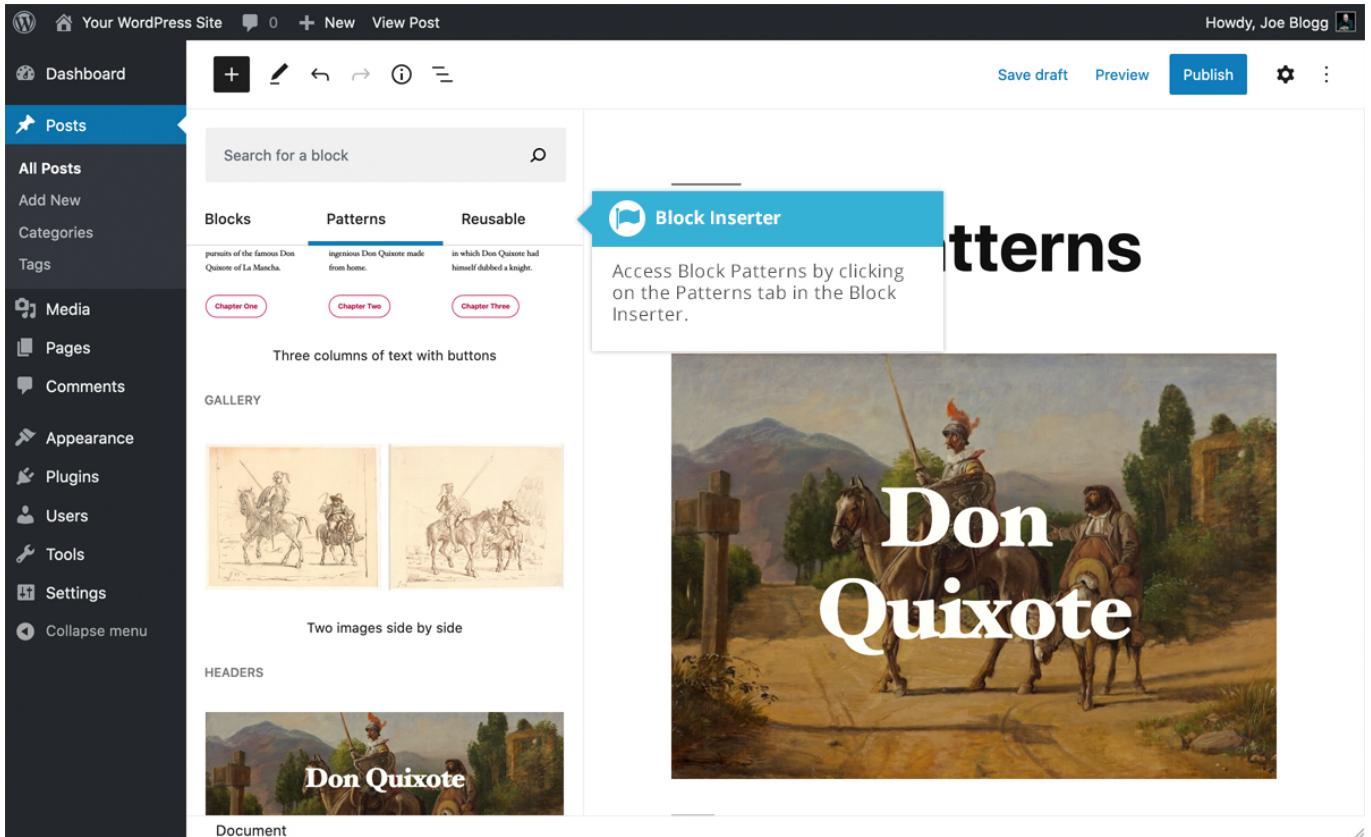 Your WordPress Site 0 New View Post Howdy, Joe Blogg
Dashboard
Posts
All Posts
Add New
Categories
Tags
Media
Pages
Comments
Appearance
Plugins
Users
Tools
Settings
Collapse menu
Save draft Preview Publish
Search for a block
Blocks Patterns Reusable
pursuits of the famous Don
Quixote of La Mancha.
ingenious Don Quixote made
from home.
in which Don Quixote had
himself dubbed a knight.
Chapter One Chapter Two Chapter Three
Three columns of text with buttons
GALLERY
Two images side by side
HEADERS
Don Quixote
Document
Block Inserter
Access Block Patterns by clicking
on the Patterns tab in the Block
Inserter.
tterns
Don
Quixote